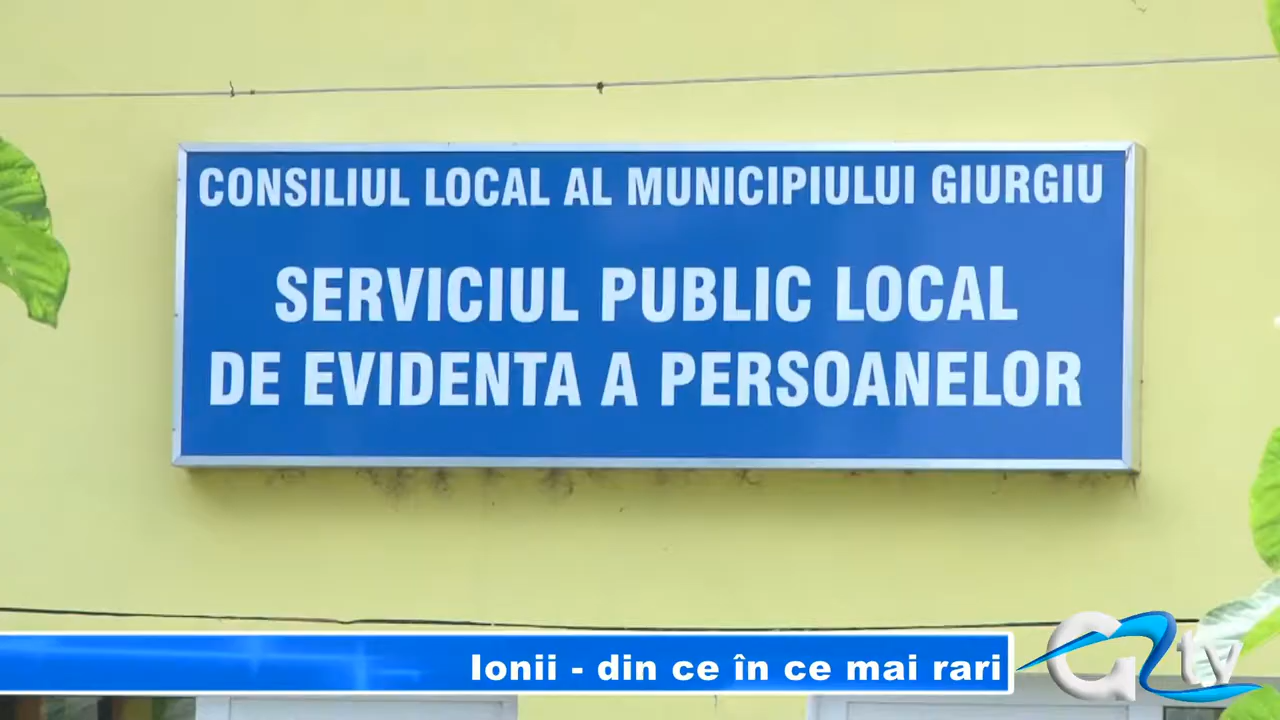 CONSILIUL LOCAL AL MUNICIPIULUI GIURGIU
SERVICIUL PUBLIC LOCAL
DE EVIDENTA A PERSOANELOR
Ionii - din ce în ce mai rari
G tv